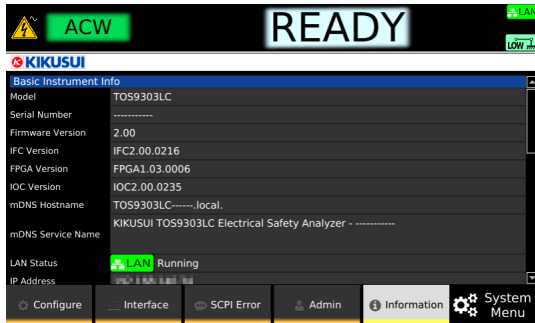 ACW
READY
LAN
LOW
KIKUSUI
Basic Instrument Info
Model TOS9303LC
Serial Number -----------
Firmware Version 2.00
IFC Version IFC2.00.0216
FPGA Version FPGA1.03.0006
IOC Version IOC2.00.0235
mDNS Hostname TOS9303LC------.local.
mDNS Service Name KIKUSUI TOS9303LC Electrical Safety Analyzer - -----------
LAN Status LAN Running
IP Address
Configure Interface SCPI Error Admin Information System Menu